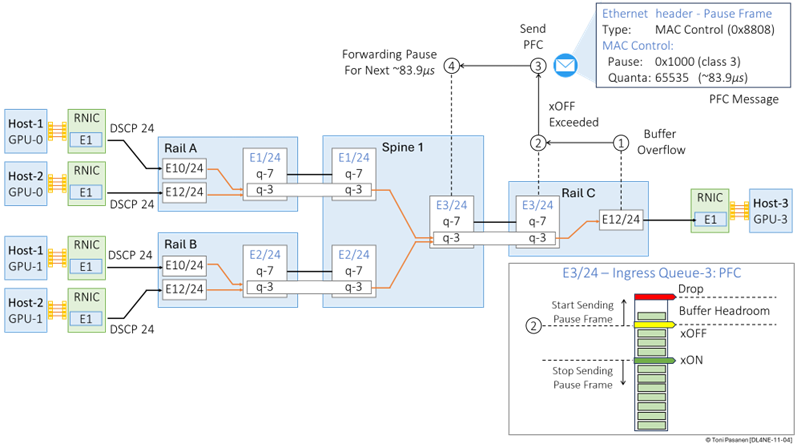 Ethernet header - Pause Frame
Type: MAC Control (0x8808)
MAC Control:
Pause: 0x1000 (class 3)
Quanta: 65535 (~83.9µs)
PFC Message
Send
PFC
Forwarding Pause
For Next ~83.9µs
4
3
xOFF
Exceeded
2
1
Buffer
Overflow
Host-1
GPU-0
RNIC
E1
DSCP 24
Host-2
GPU-0
RNIC
E1
DSCP 24
Rail A
E10/24
E12/24
E1/24
q-7
q-3
Spine 1
E1/24
q-7
q-3
E3/24
q-7
q-3
Rail C
E3/24
q-7
q-3
E12/24
RNIC
E1
Host-3
GPU-3
Host-1
GPU-1
RNIC
E1
DSCP 24
Host-2
GPU-1
RNIC
E1
DSCP 24
Rail B
E10/24
E12/24
E2/24
q-7
q-3
E2/24
q-7
q-3
E3/24 – Ingress Queue-3: PFC
Drop
Start Sending
Pause Frame
Buffer Headroom
2
xOFF
xON
Stop Sending
Pause Frame
© Toni Pasanen [DL4NE-11-04]